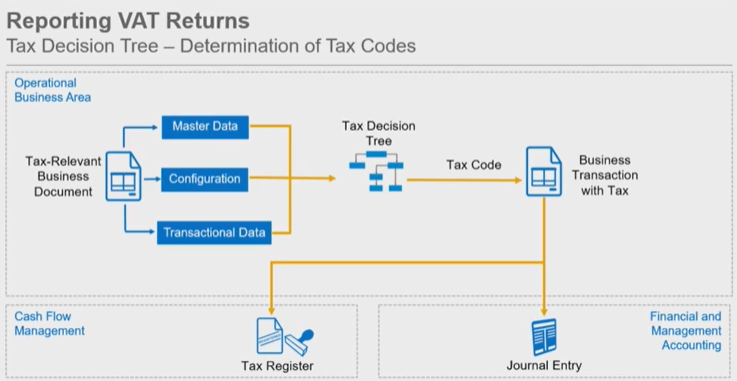 Reporting VAT Returns
Tax Decision Tree – Determination of Tax Codes
Operational
Business Area
Master Data
Tax Decision
Tree
Tax-Relevant
Business
Document
Configuration
Tax Code
Business
Transaction
with Tax
Transactional Data
Cash Flow
Management
Tax Register
Financial and
Management
Accounting
Journal Entry